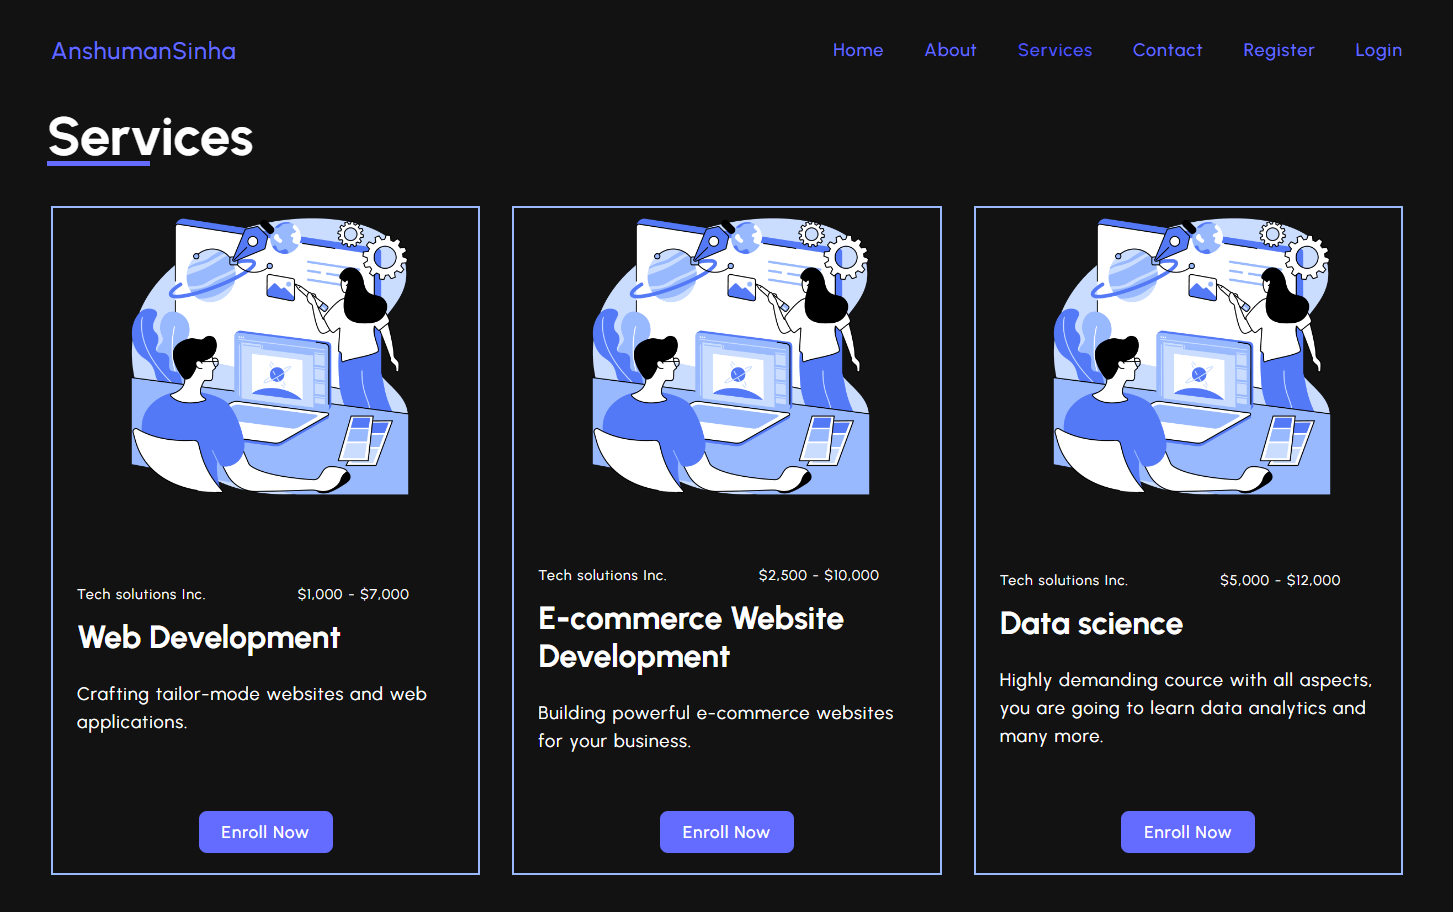 AnshumanSinha
Home About Services Contact Register Login
Services
Tech solutions Inc. $1,000 - $7,000
Web Development
Crafting tailor-mode websites and web
applications.
Enroll Now
Tech solutions Inc. $2,500 - $10,000
E-commerce Website
Development
Building powerful e-commerce websites
for your business.
Enroll Now
Tech solutions Inc. $5,000 - $12,000
Data science
Highly demanding cource with all aspects,
you are going to learn data analytics and
many more.
Enroll Now